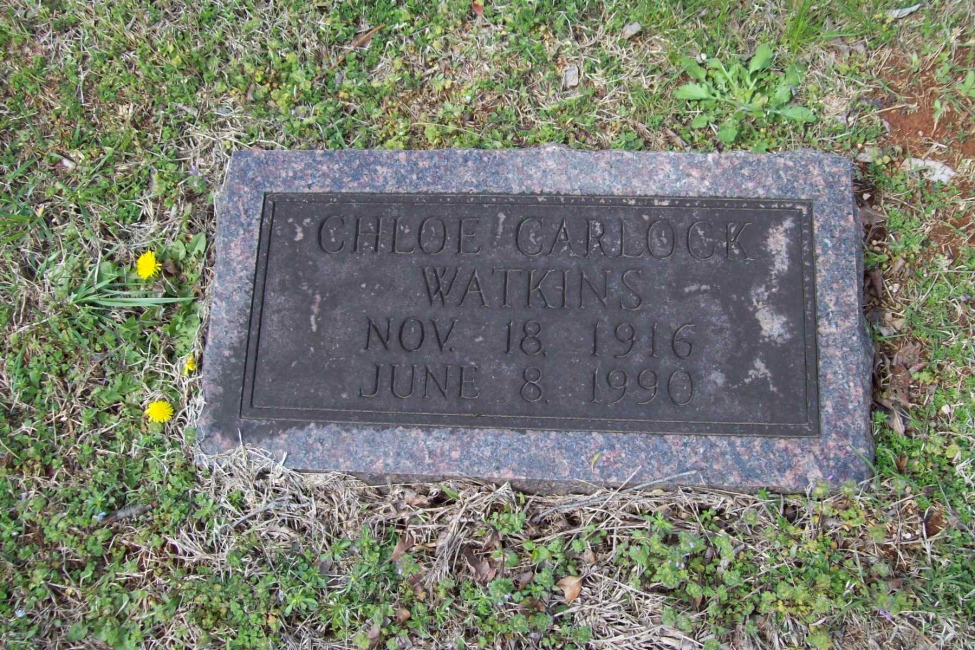 CHLOE CARLOCK
WATKINS
NOV. 18, 1916
JUNE 8, 1990